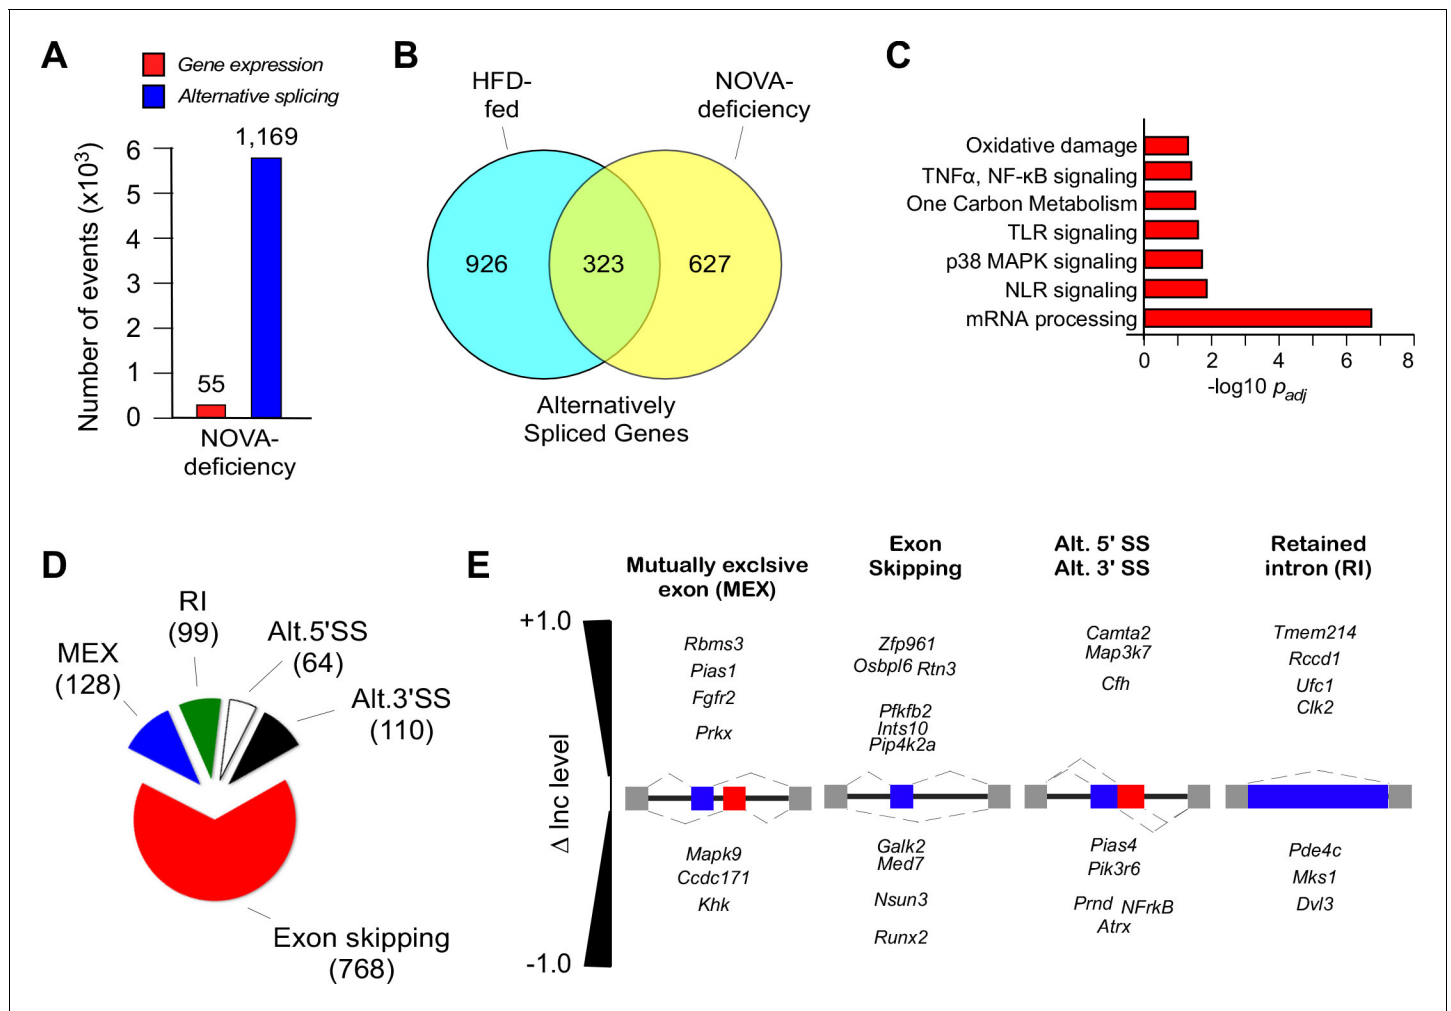 A
Gene expression
Alternative splicing
Number of events (x10³)
6
5
4
3
2
1
0
1,169
55
NOVA-
deficiency
B
HFD-
fed
NOVA-
deficiency
926
323
627
Alternatively
Spliced Genes
C
Oxidative damage
TNFα, NF-κB signaling
One Carbon Metabolism
TLR signaling
p38 MAPK signaling
NLR signaling
mRNA processing
0 2 4 6 8
-log10 padj
D
RI
(99)
Alt.5'SS
(64)
MEX
(128)
Alt.3'SS
(110)
Exon skipping
(768)
E
+1.0
Δ Inc level
-1.0
Mutually exclsive
exon (MEX)
Rbms3
Pias1
Fgfr2
Prkx
Mapk9
Ccdc171
Khk
Exon
Skipping
Zfp961
Osbpl6 Rtn3
Pfkfb2
Ints10
Pip4k2a
Galk2
Med7
Nsun3
Runx2
Alt. 5' SS
Alt. 3' SS
Camta2
Map3k7
Cfh
Pias4
Pik3r6
Prnd NFrkB
Atrx
Retained
intron (RI)
Tmem214
Rccd1
Ufc1
Clk2
Pde4c
Mks1
Dvl3